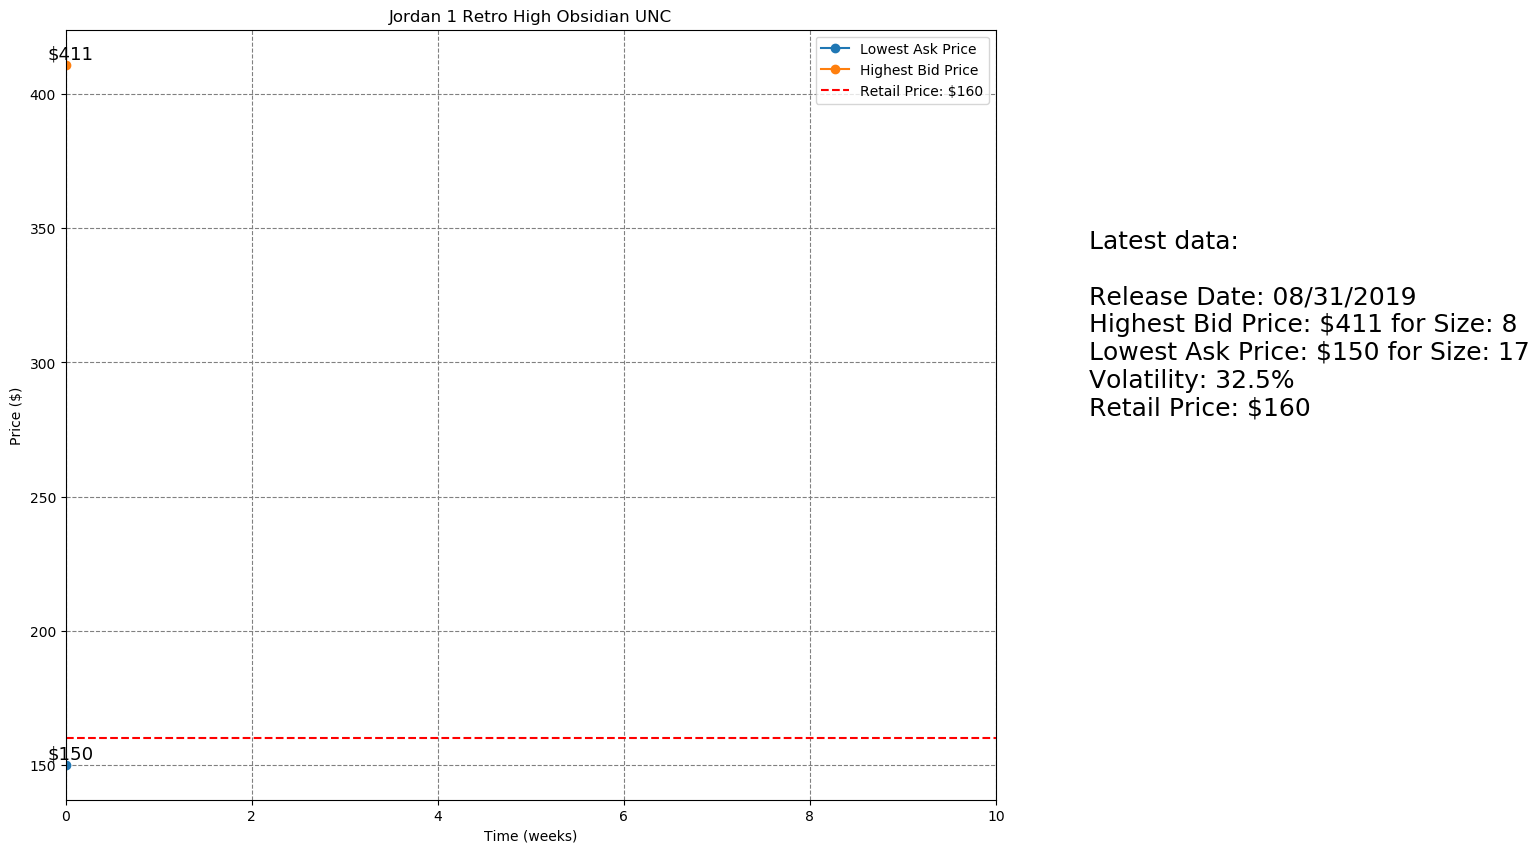 Jordan 1 Retro High Obsidian UNC
$411
Lowest Ask Price
Highest Bid Price
Retail Price: $160
400
350
300
250
200
150
$150
Price ($)
0 2 4 6 8 10
Time (weeks)
Latest data:
Release Date: 08/31/2019
Highest Bid Price: $411 for Size: 8
Lowest Ask Price: $150 for Size: 17
Volatility: 32.5%
Retail Price: $160